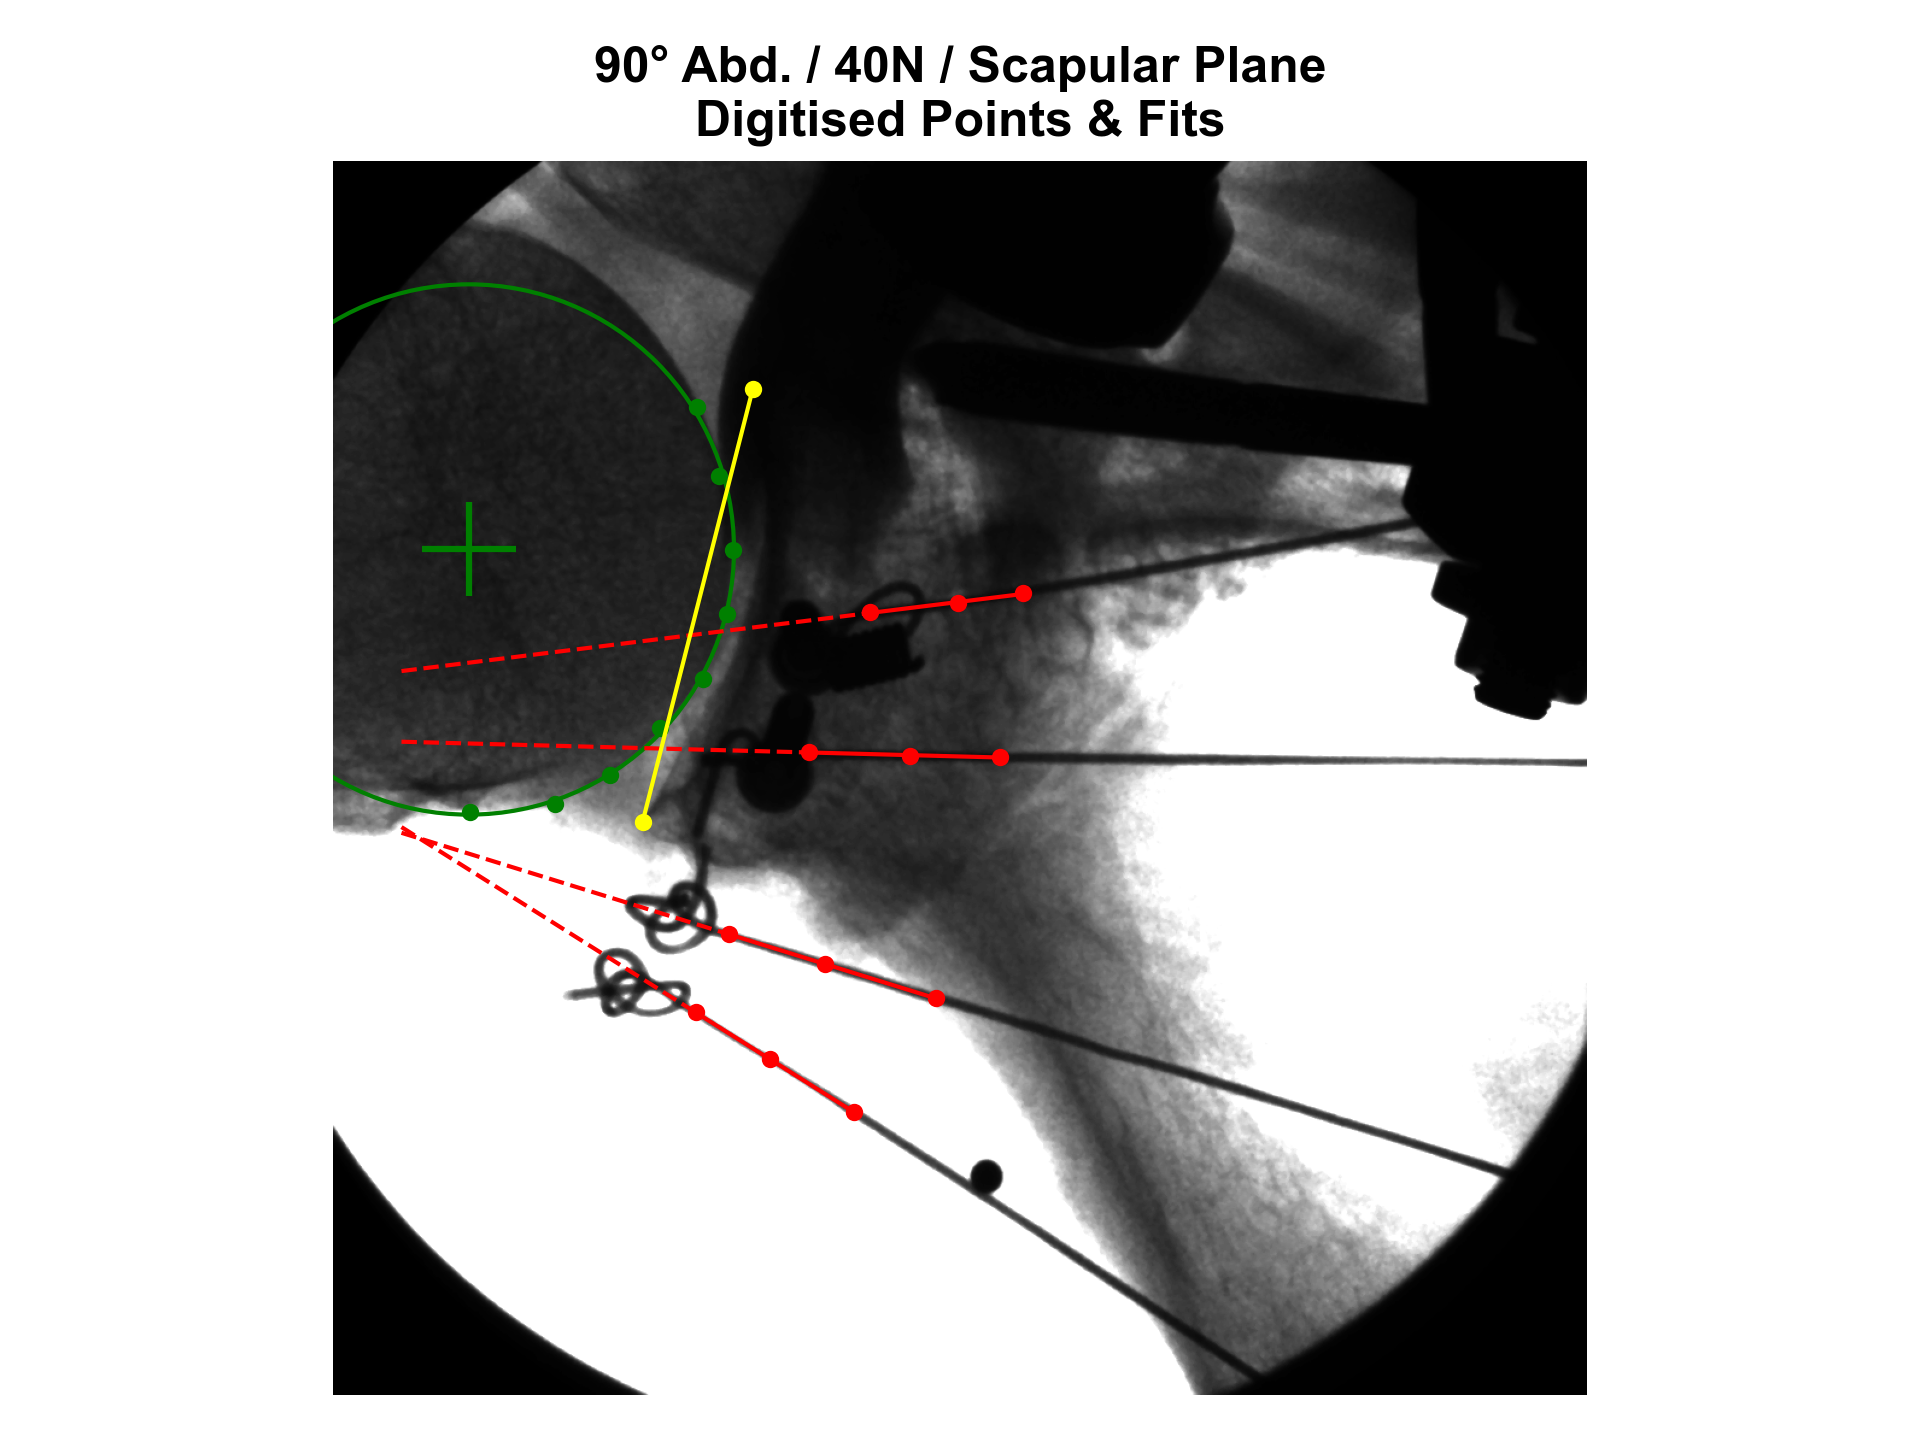 90° Abd. / 40N / Scapular Plane
Digitised Points & Fits